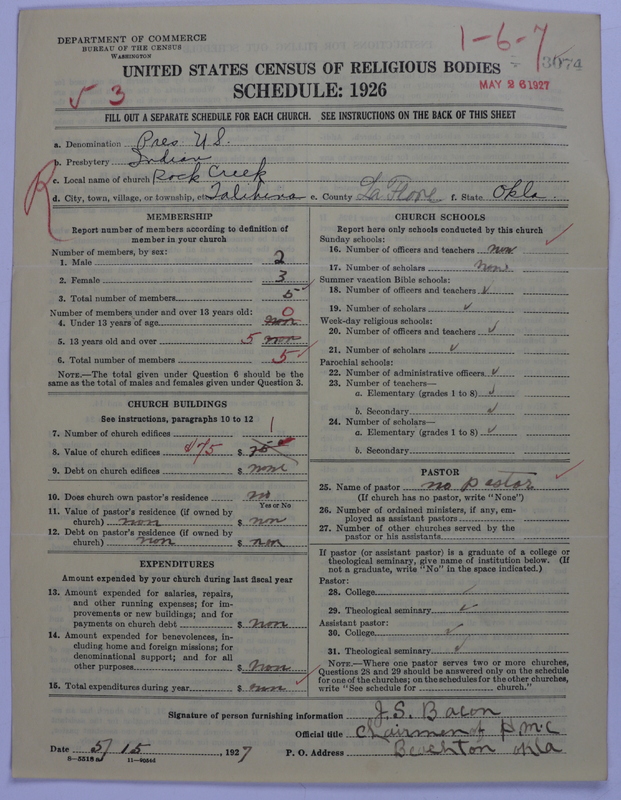 DEPARTMENT OF COMMERCE
BUREAU OF THE CENSUS
WASHINGTON
1-6-7
3074
UNITED STATES CENSUS OF RELIGIOUS BODIES
MAY 26 1927
SCHEDULE: 1926
53
FILL OUT A SEPARATE SCHEDULE FOR EACH CHURCH. SEE INSTRUCTIONS ON THE BACK OF THIS SHEET
a. Denomination Pres U.S.
b. Presbytery Indian
c. Local name of church Rock Creek
R
d. City, town, village, or township, etc. Talihina e. County La Flore f. State Okla.
MEMBERSHIP
Report number of members according to definition of
member in your church
Number of members, by sex:
1. Male 2
2. Female 3
3. Total number of members 5
Number of members under and over 13 years old: 0
4. Under 13 years of age non
5. 13 years old and over 5 non
6. Total number of members 5
NOTE.—The total given under Question 6 should be the
same as the total of males and females given under Question 3.
CHURCH BUILDINGS
See instructions, paragraphs 10 to 12
7. Number of church edifices 1
8. Value of church edifices 475 $
9. Debt on church edifices $ none
10. Does church own pastor's residence no
Yes or No
11. Value of pastor's residence (if owned by
church) non $ non
12. Debt on pastor's residence (if owned by
church) non $ non
EXPENDITURES
Amount expended by your church during last fiscal year
13. Amount expended for salaries, repairs,
and other running expenses; for im-
provements or new buildings; and for
payments on church debt $ non
14. Amount expended for benevolences, in-
cluding home and foreign missions; for
denominational support; and for all
other purposes $ non
15. Total expenditures during year $ non
CHURCH SCHOOLS
Report here only schools conducted by this church
Sunday schools:
16. Number of officers and teachers non
17. Number of scholars non
Summer vacation Bible schools:
18. Number of officers and teachers
19. Number of scholars
Week-day religious schools:
20. Number of officers and teachers
21. Number of scholars
Parochial schools:
22. Number of administrative officers
23. Number of teachers—
a. Elementary (grades 1 to 8)
b. Secondary
24. Number of scholars—
a. Elementary (grades 1 to 8)
b. Secondary
PASTOR
25. Name of pastor no pastor
(If church has no pastor, write "None")
26. Number of ordained ministers, if any, em-
ployed as assistant pastors
27. Number of other churches served by the
pastor or his assistants
If pastor (or assistant pastor) is a graduate of a college or
theological seminary, give name of institution below. (If
not a graduate, write "No" in the space indicated.)
Pastor:
28. College
29. Theological seminary
Assistant pastor:
30. College
31. Theological seminary
NOTE.—Where one pastor serves two or more churches,
Questions 28 and 29 should be answered only on the schedule
for one of the churches; on the schedules for the other churches,
write "See schedule for church."
Signature of person furnishing information J.S. Bacon
Official title Chairmen of P.M.C
Date 5/15, 1927 P. O. Address Beachton okla
8-5518a 11-9054d